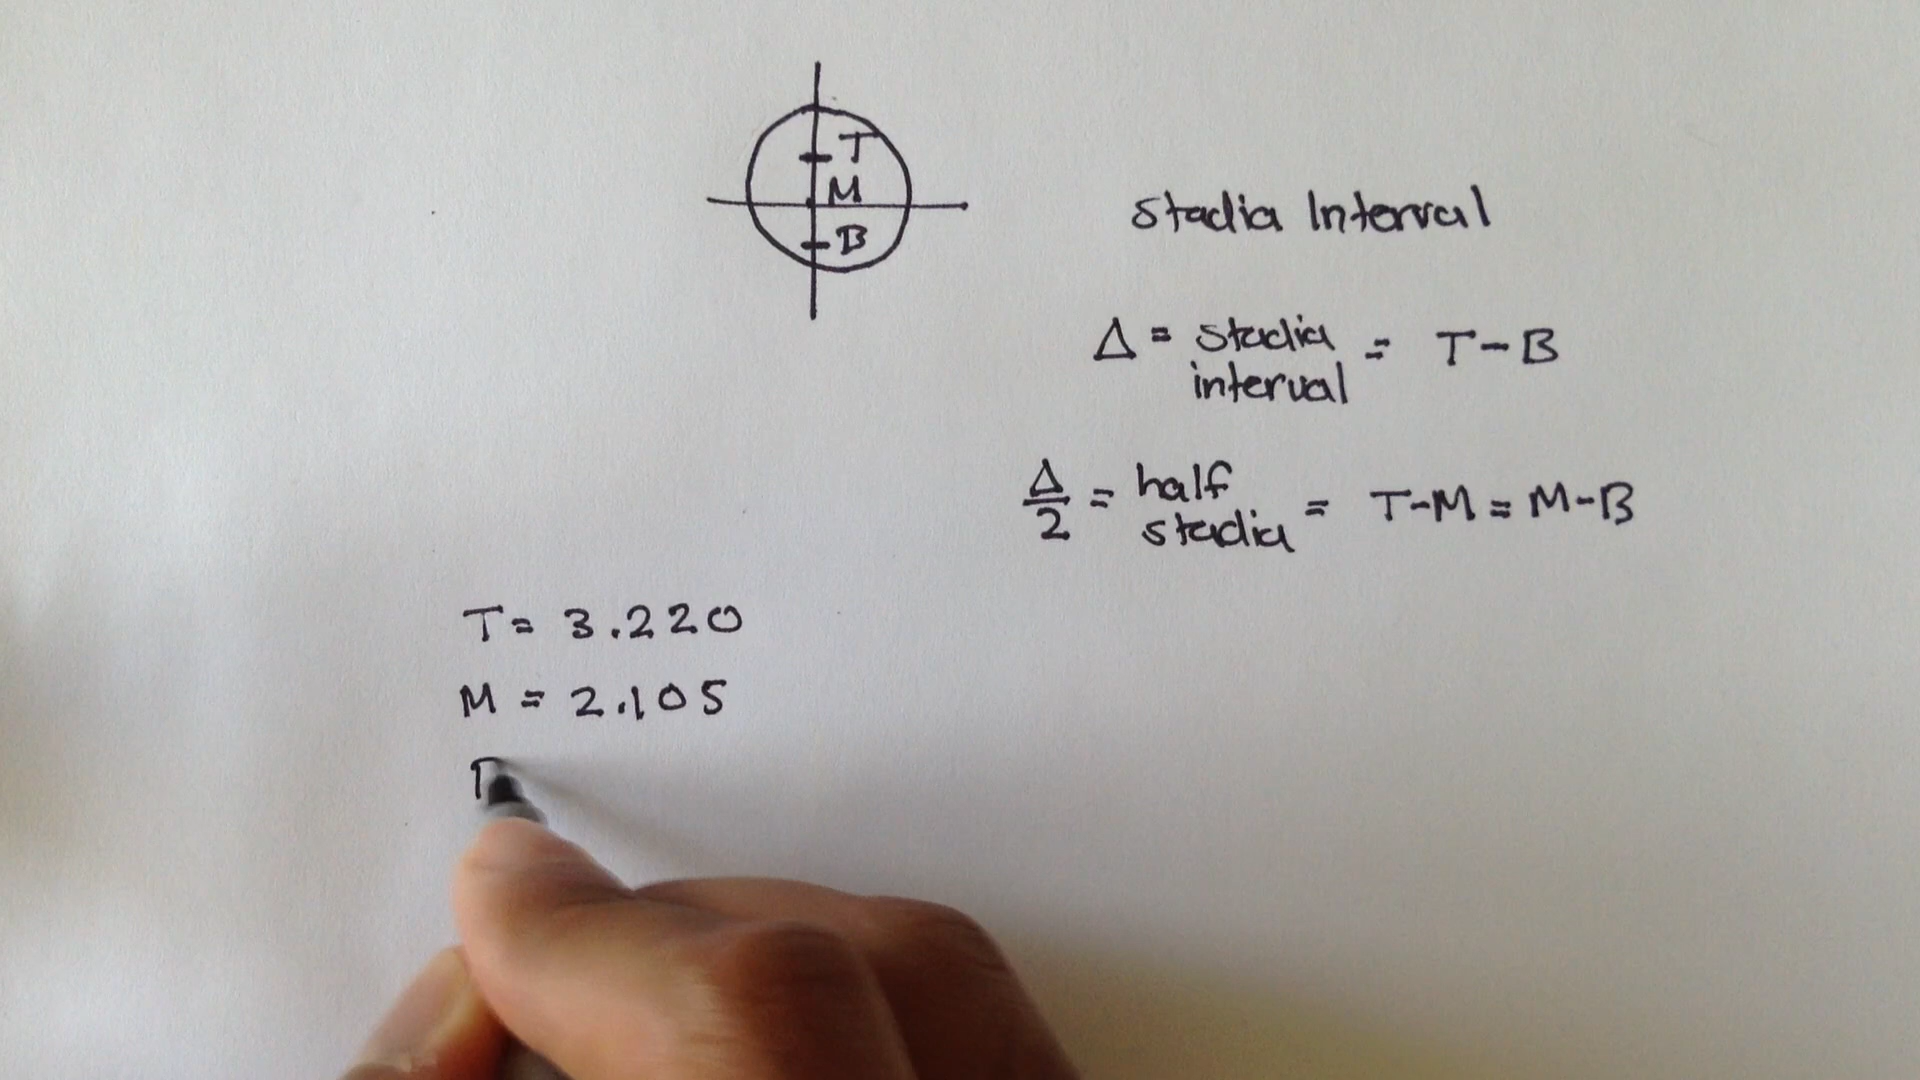 T
M
B
Stadia Interval
Δ = stadia interval = T-B
Δ/2 = half stadia = T-M = M-B
T = 3.220
M = 2.105